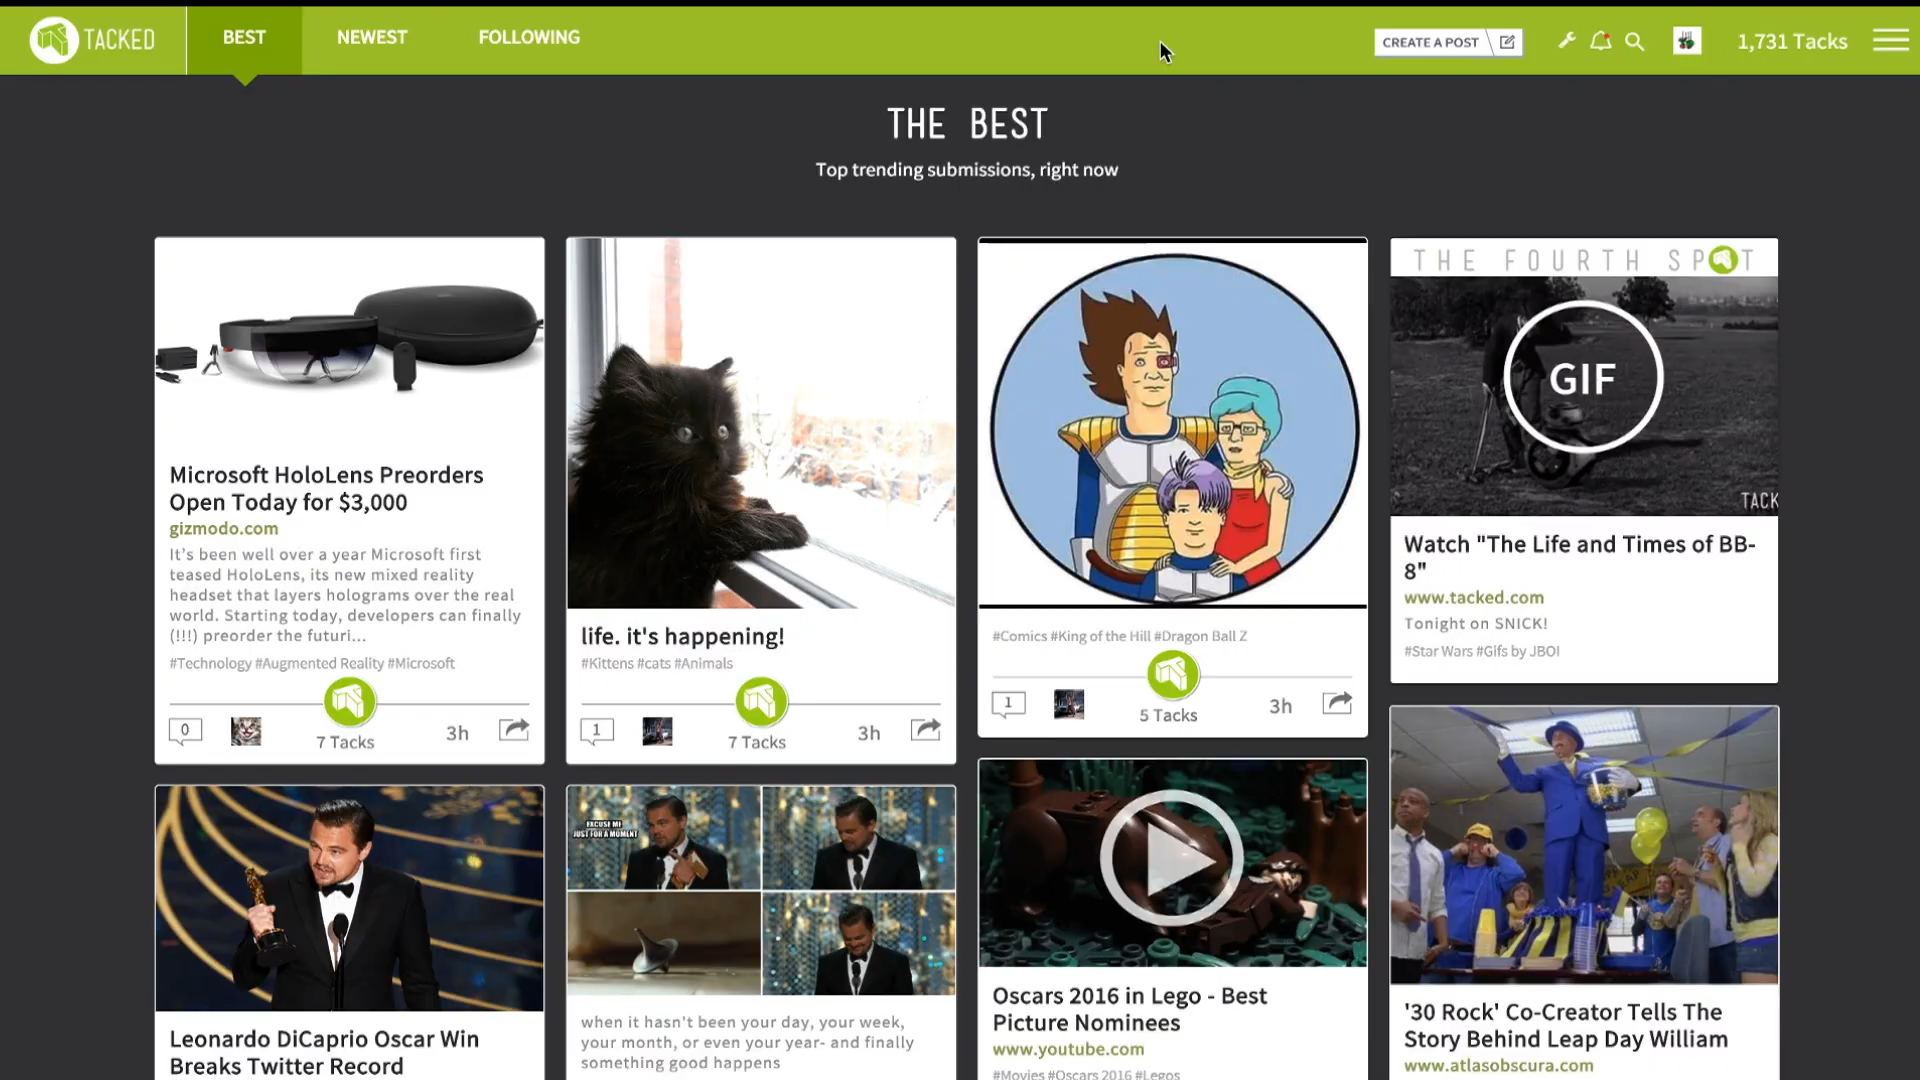 TACKED
BEST
NEWEST
FOLLOWING
CREATE A POST
1,731 Tacks
THE BEST
Top trending submissions, right now
Microsoft HoloLens Preorders
Open Today for $3,000
gizmodo.com
It's been well over a year Microsoft first
teased HoloLens, its new mixed reality
headset that layers holograms over the real
world. Starting today, developers can finally
(!!!) preorder the futuri...
#Technology #Augmented Reality #Microsoft
0
7 Tacks
3h
life. it's happening!
#Kittens #cats #Animals
1
7 Tacks
3h
#Comics #King of the Hill #Dragon Ball Z
1
5 Tacks
3h
THE FOURTH SPOT
GIF
TACK
Watch "The Life and Times of BB-
8"
www.tacked.com
Tonight on SNICK!
#Star Wars #Gifs by JBOI
Leonardo DiCaprio Oscar Win
Breaks Twitter Record
EXCUSE ME
JUST FOR A MOMENT
when it hasn't been your day, your week,
your month, or even your year- and finally
something good happens
Oscars 2016 in Lego - Best
Picture Nominees
www.youtube.com
#Movies #Oscars 2016 #Legos
'30 Rock' Co-Creator Tells The
Story Behind Leap Day William
www.atlasobscura.com